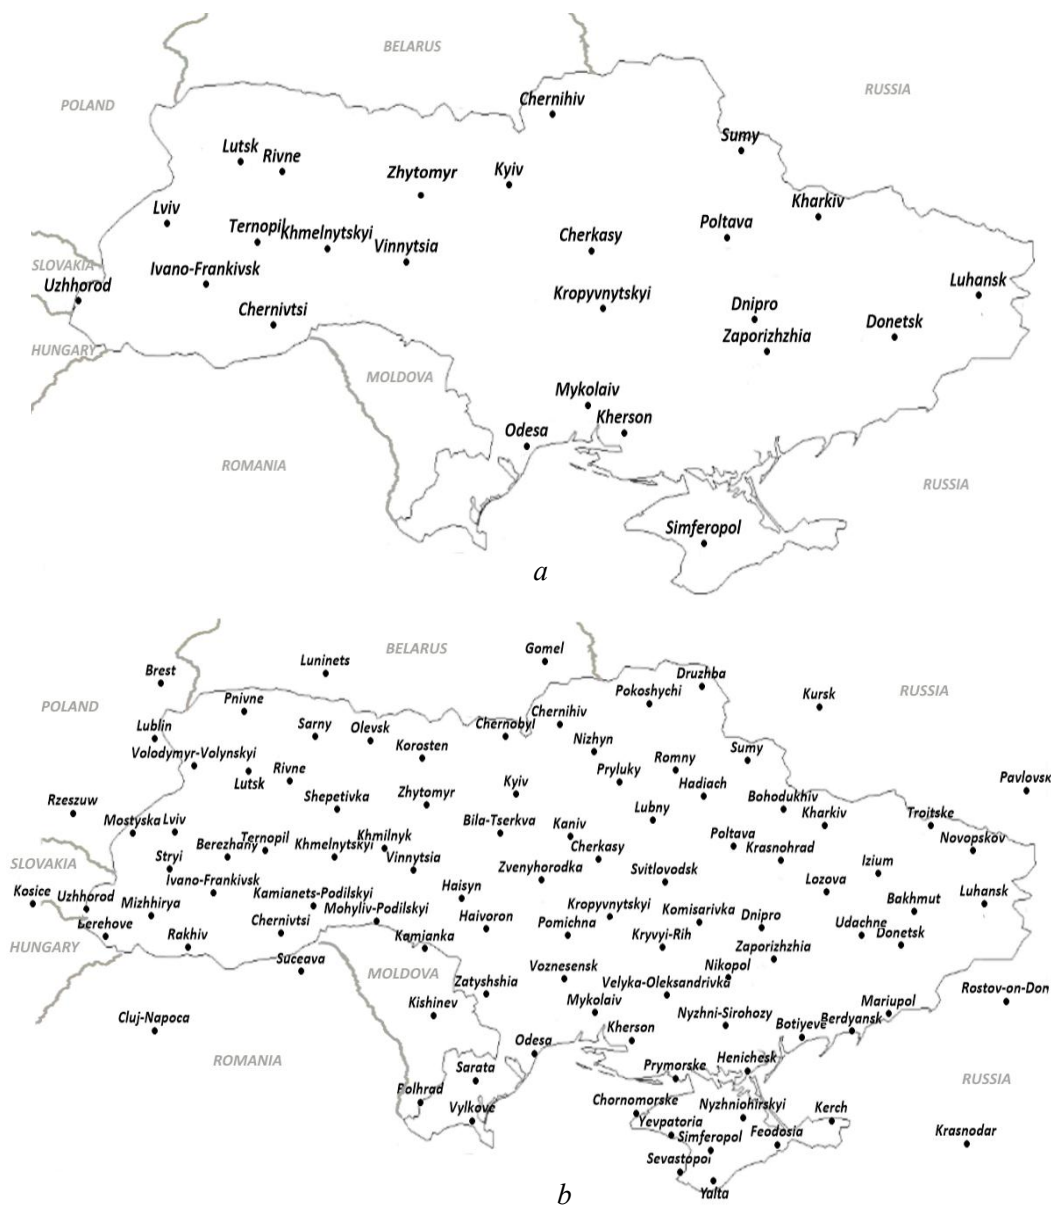 BELARUS
RUSSIA
POLAND
Chernihiv
Sumy
Lutsk
Rivne
Zhytomyr
Kyiv
Kharkiv
Lviv
Ternopil
Khmelnytskyi
Vinnytsia
Cherkasy
Poltava
SLOVAKIA
Ivano-Frankivsk
Uzhhorod
Luhansk
Kropyvnytskyi
Chernivtsi
Dnipro
Donetsk
Zaporizhzhia
HUNGARY
MOLDOVA
Mykolaiv
Kherson
Odesa
ROMANIA
RUSSIA
Simferopol
a
BELARUS
Gomel
Luninets
Brest
Druzhba
Pokoshychi
Kursk
RUSSIA
Pnivne
POLAND
Chernihiv
Lublin
Sarny
Olevsk
Chernobyl
Korosten
Nizhyn
Sumy
Volodymyr-Volynskyi
Romny
Rivne
Lutsk
Pryluky
Pavlovsk
Kyiv
Hadiach
Zhytomyr
Shepetivka
Bohodukhiv
Rzeszuw
Lubny
Kharkiv
Troitske
Mostyska
Lviv
Bila-Tserkva
Kaniv
Khmilnyk
Poltava
Ternopil
Berezhany
Khmelnytskyi
Krasnohrad
Novopskov
Cherkasy
Stryi
Vinnytsia
Izium
SLOVAKIA
Zvenyhorodka
Svitlovodsk
Ivano-Frankivsk
Lozova
Kosice
Uzhhorod
Kamianets-Podilskyi
Haisyn
Luhansk
Mizhhirya
Bakhmut
Mohyliv-Podilskyi
Kropyvnytskyi
Komisarivka
Dnipro
Berehove
Chernivtsi
Haivoron
Pomichna
Udachne
Rakhiv
Kamianka
Kryvyi-Rih
Donetsk
HUNGARY
Zaporizhzhia
Suceava
MOLDOVA
Voznesensk
Nikopol
Zatyshshia
Velyka-Oleksandrivka
Rostov-on-Don
Kishinev
Mykolaiv
Mariupol
Cluj-Napoca
Nyzhni-Sirohozy
Botiyeve
Berdyansk
Kherson
Odesa
ROMANIA
Henichesk
Sarata
Prymorske
RUSSIA
Bolhrad
Chornomorske
Nyzhniohirskyi
Kerch
Vylkove
Yevpatoria
Simferopol
Feodosia
Krasnodar
Sevastopol
Yalta
b